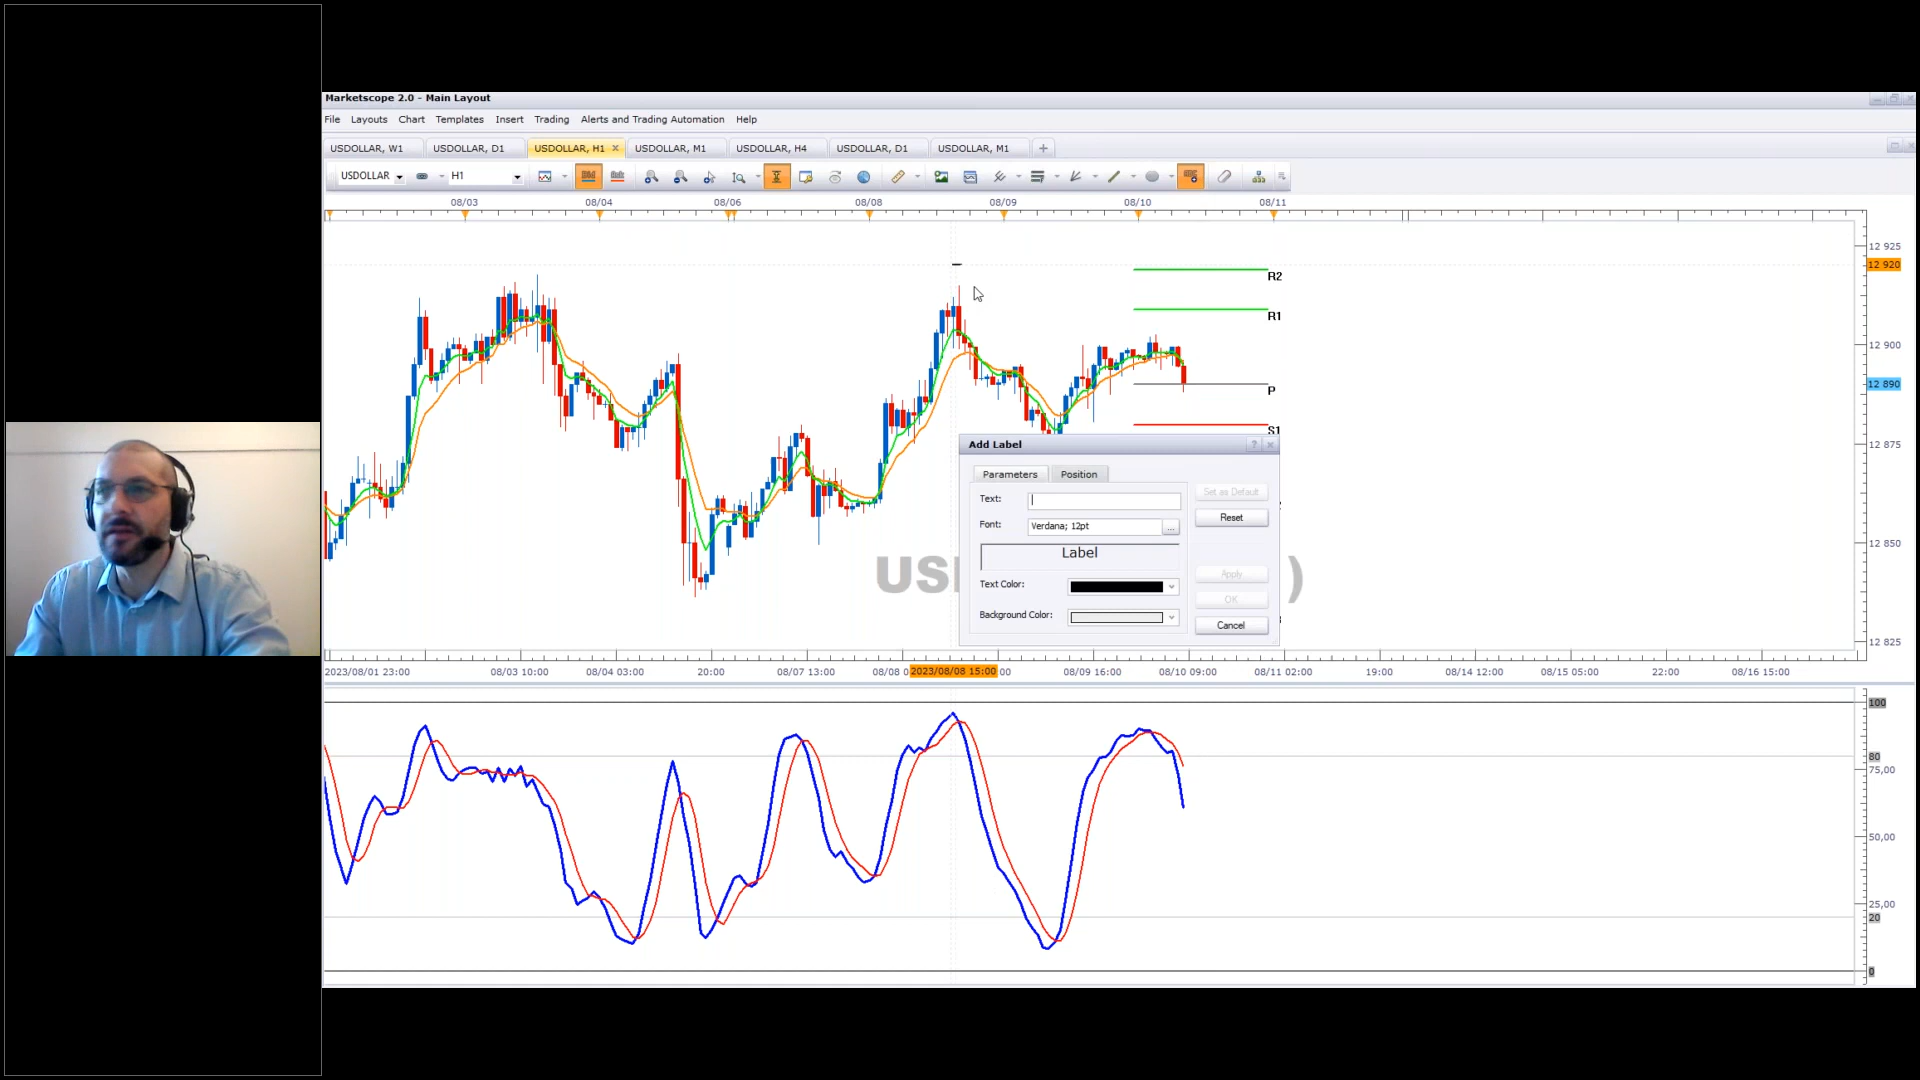 Marketscope 2.0 - Main Layout
File Layouts Chart Templates Insert Trading Alerts and Trading Automation Help
USDOLLAR, W1 USDOLLAR, D1 USDOLLAR, H1 USDOLLAR, M1 USDOLLAR, H4 USDOLLAR, D1 USDOLLAR, M1
USDOLLAR H1
08/03 08/04 08/06 08/08 08/09 08/10 08/11
12 925
12 920
R2
R1
12 900
12 890
P
S1
12 875
Add Label
Parameters Position
Text:
Set as Default
Font: Verdana; 12pt ...
Reset
Label
12 850
Text Color:
Apply
OK
Background Color:
Cancel
12 825
USD )
2023/08/01 23:00 08/03 10:00 08/04 03:00 20:00 08/07 13:00 08/08 0 2023/08/08 15:00 00 08/09 16:00 08/10 09:00 08/11 02:00 19:00 08/14 12:00 08/15 05:00 22:00 08/16 15:00
100
80
75,00
50,00
25,00
20
0